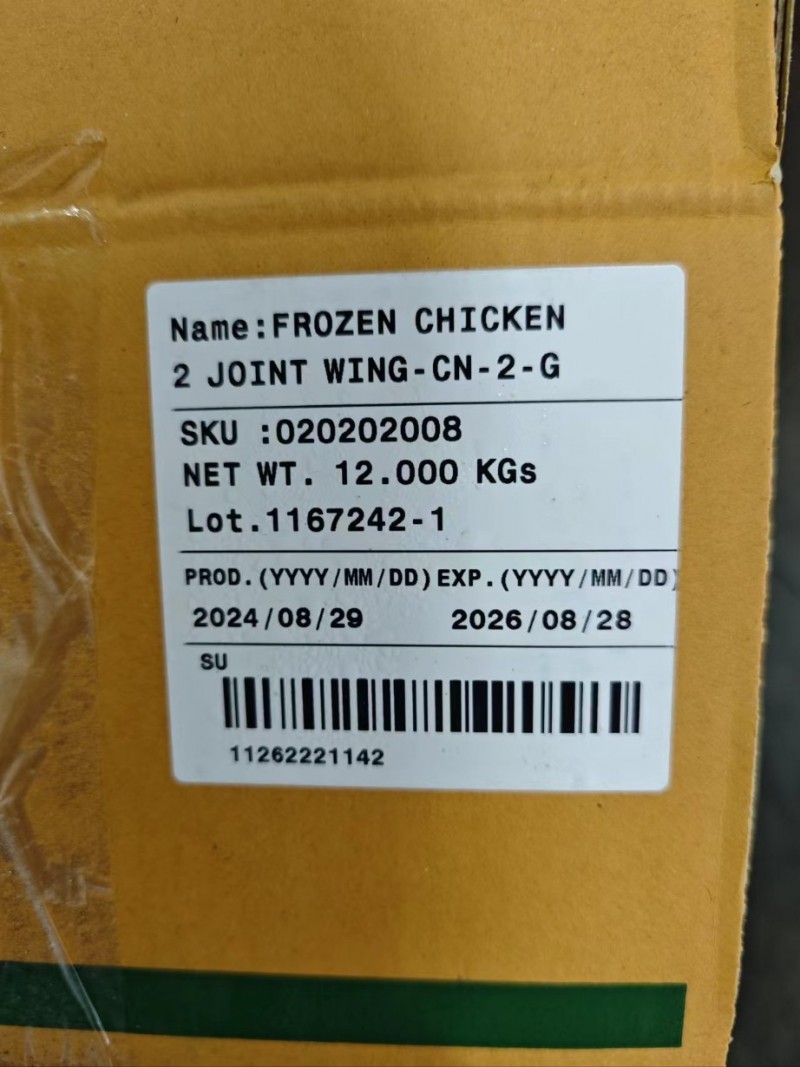 Name:FROZEN CHICKEN
2 JOINT WING-CN-2-G
SKU :020202008
NET WT. 12.000 KGs
Lot.1167242-1
PROD.(YYYY/MM/DD) EXP.(YYYY/MM/DD)
2024/08/29 2026/08/28
SU
11262221142